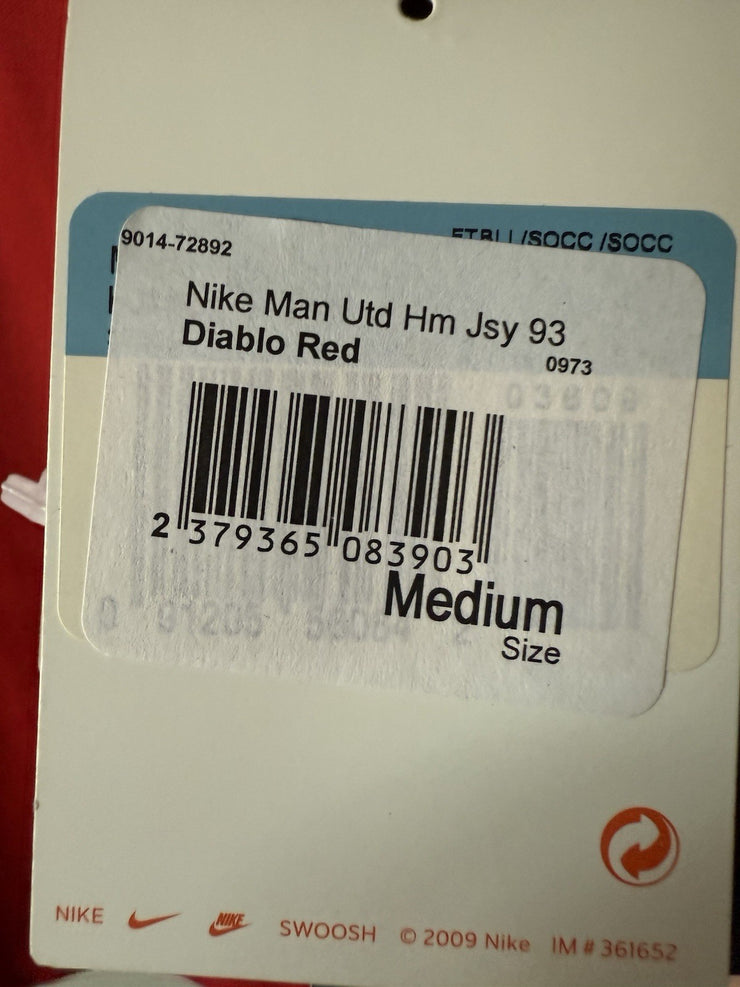 FTBLL/SOCC /SOCC
9014-72892
Nike Man Utd Hm Jsy 93
Diablo Red
0973
03609
2 379365 083903
Medium
Size
NIKE NIKE SWOOSH © 2009 Nike IM # 361652